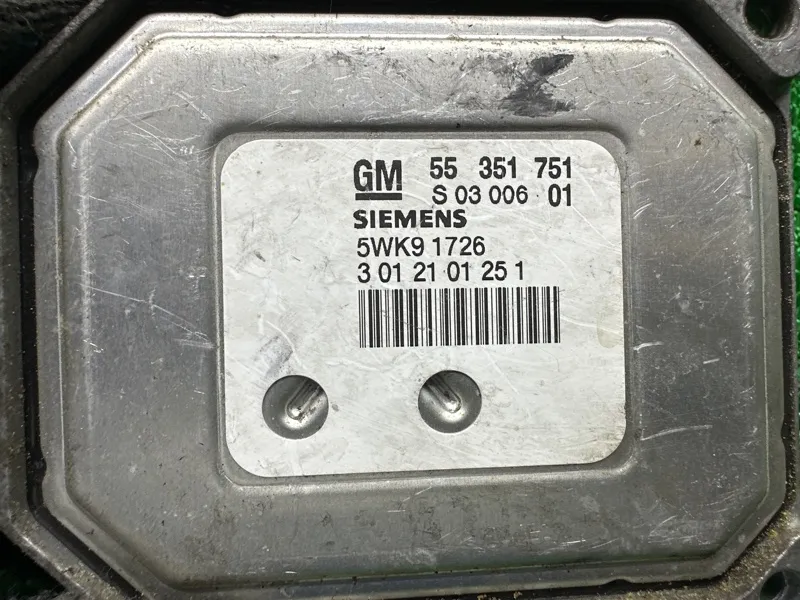 GM 55 351 751
S 03 006 01
SIEMENS
5WK9 1726
3 01 21 01 25 1